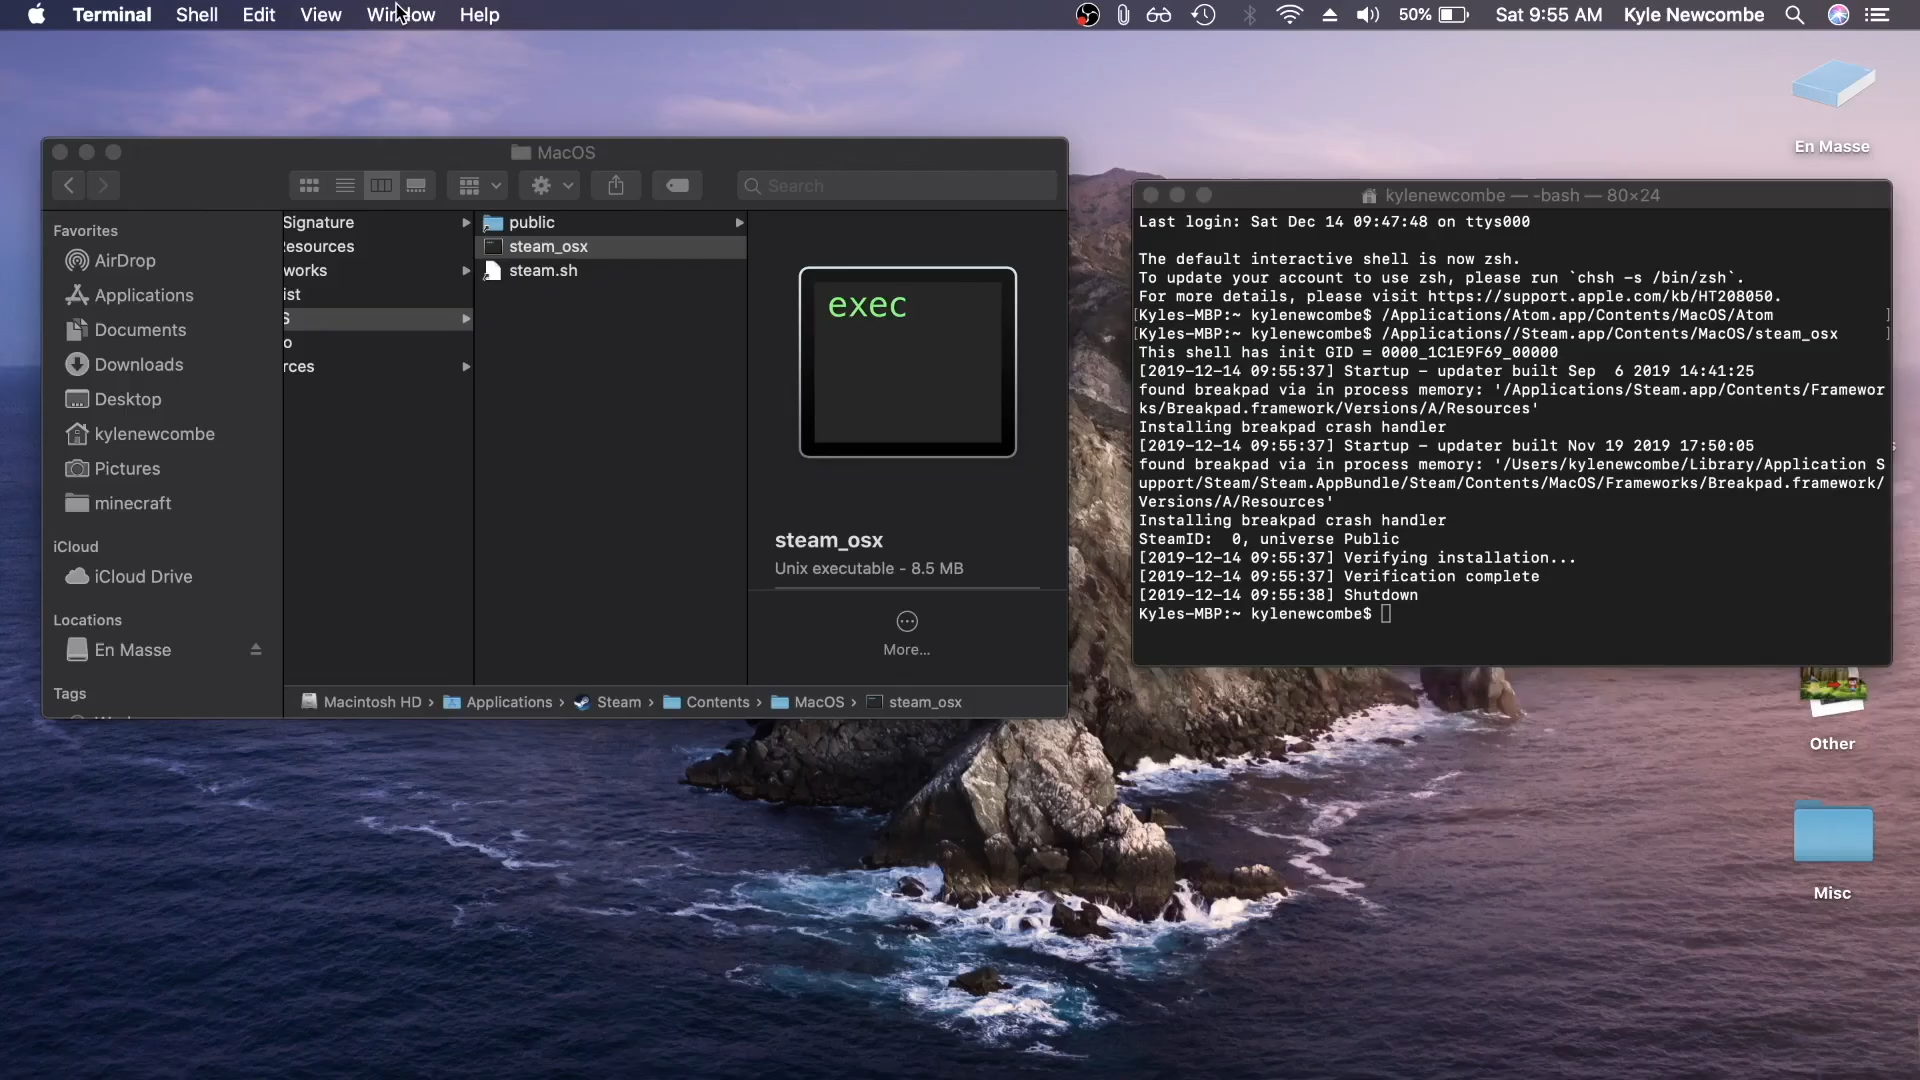 Terminal Shell Edit View Window Help
50% Sat 9:55 AM Kyle Newcombe
En Masse
MacOS
Search
Favorites
AirDrop
Applications
Documents
Downloads
Desktop
kylenewcombe
Pictures
minecraft
iCloud
iCloud Drive
Locations
En Masse
Tags
Signature
esources
works
ist
S
o
rces
public
steam_osx
steam.sh
exec
steam_osx
Unix executable - 8.5 MB
More...
Macintosh HD › Applications › Steam › Contents › MacOS › steam_osx
kylenewcombe — -bash — 80×24
Last login: Sat Dec 14 09:47:48 on ttys000
The default interactive shell is now zsh.
To update your account to use zsh, please run `chsh -s /bin/zsh`.
For more details, please visit https://support.apple.com/kb/HT208050.
[Kyles-MBP:~ kylenewcombe$ /Applications/Atom.app/Contents/MacOS/Atom ]
[Kyles-MBP:~ kylenewcombe$ /Applications//Steam.app/Contents/MacOS/steam_osx ]
This shell has init GID = 0000_1C1E9F69_00000
[2019-12-14 09:55:37] Startup - updater built Sep  6 2019 14:41:25
found breakpad via in process memory: '/Applications/Steam.app/Contents/Framewor
ks/Breakpad.framework/Versions/A/Resources'
Installing breakpad crash handler
[2019-12-14 09:55:37] Startup - updater built Nov 19 2019 17:50:05
found breakpad via in process memory: '/Users/kylenewcombe/Library/Application S
upport/Steam/Steam.AppBundle/Steam/Contents/MacOS/Frameworks/Breakpad.framework/
Versions/A/Resources'
Installing breakpad crash handler
SteamID:  0, universe Public
[2019-12-14 09:55:37] Verifying installation...
[2019-12-14 09:55:37] Verification complete
[2019-12-14 09:55:38] Shutdown
Kyles-MBP:~ kylenewcombe$
Other
Misc